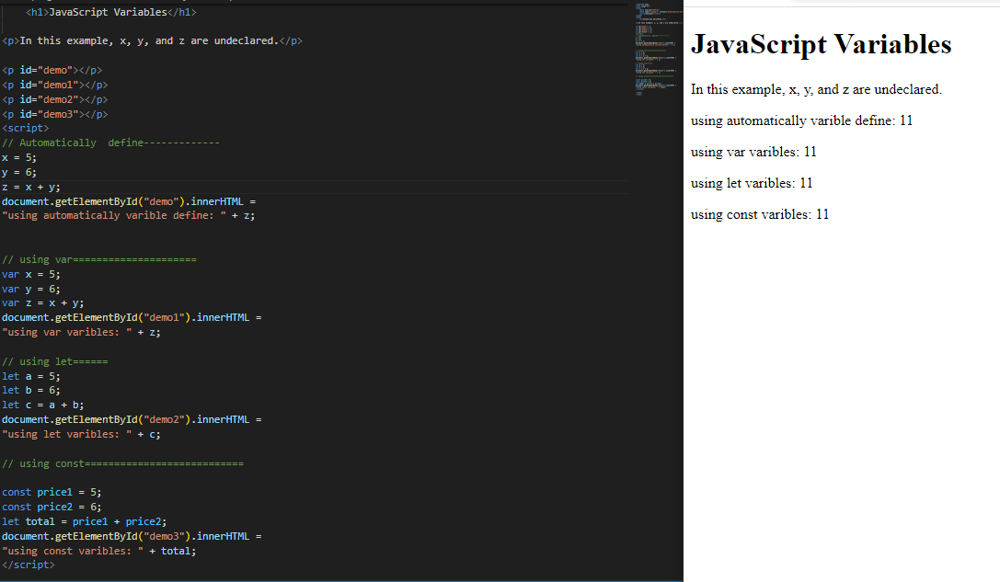 <h1>JavaScript Variables</h1>
<p>In this example, x, y, and z are undeclared.</p>
<p id="demo"></p>
<p id="demo1"></p>
<p id="demo2"></p>
<p id="demo3"></p>
<script>
// Automatically  define-------------
x = 5;
y = 6;
z = x + y;
document.getElementById("demo").innerHTML =
"using automatically varible define: " + z;
// using var=====================
var x = 5;
var y = 6;
var z = x + y;
document.getElementById("demo1").innerHTML =
"using var varibles: " + z;
// using let======
let a = 5;
let b = 6;
let c = a + b;
document.getElementById("demo2").innerHTML =
"using let varibles: " + c;
// using const===========================
const price1 = 5;
const price2 = 6;
let total = price1 + price2;
document.getElementById("demo3").innerHTML =
"using const varibles: " + total;
</script>
JavaScript Variables
In this example, x, y, and z are undeclared.
using automatically varible define: 11
using var varibles: 11
using let varibles: 11
using const varibles: 11